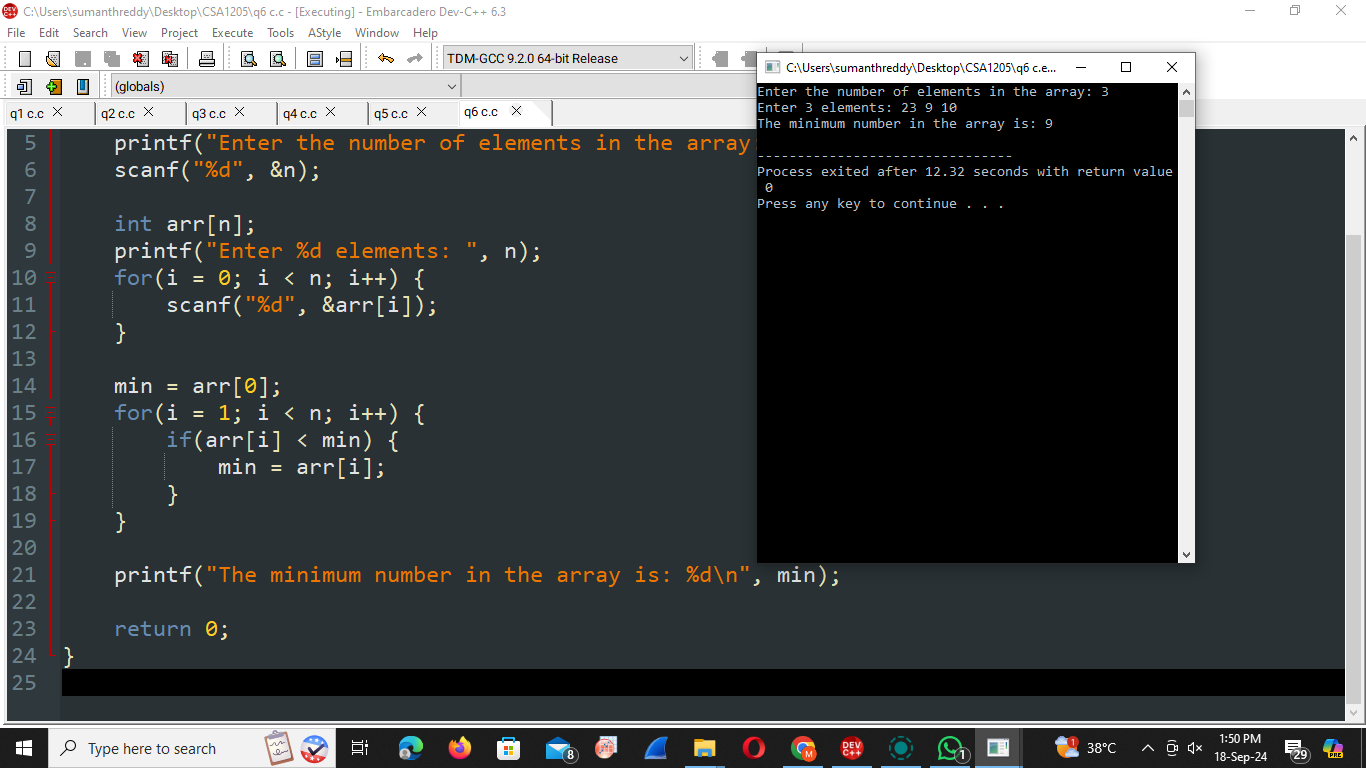 C:\Users\sumanthreddy\Desktop\CSA1205\q6 c.c - [Executing] - Embarcadero Dev-C++ 6.3
File Edit Search View Project Execute Tools AStyle Window Help
TDM-GCC 9.2.0 64-bit Release
(globals)
q1 c.c q2 c.c q3 c.c q4 c.c q5 c.c q6 c.c
5 printf("Enter the number of elements in the array
6 scanf("%d", &n);
7
8 int arr[n];
9 printf("Enter %d elements: ", n);
10 for(i = 0; i < n; i++) {
11 scanf("%d", &arr[i]);
12 }
13
14 min = arr[0];
15 for(i = 1; i < n; i++) {
16 if(arr[i] < min) {
17 min = arr[i];
18 }
19 }
20
21 printf("The minimum number in the array is: %d\n", min);
22
23 return 0;
24 }
25
C:\Users\sumanthreddy\Desktop\CSA1205\q6 c.e...
Enter the number of elements in the array: 3
Enter 3 elements: 23 9 10
The minimum number in the array is: 9
--------------------------------
Process exited after 12.32 seconds with return value
0
Press any key to continue . . .
Type here to search
8
M
DEV C++
1
1
38°C
1:50 PM
18-Sep-24
29
PRE